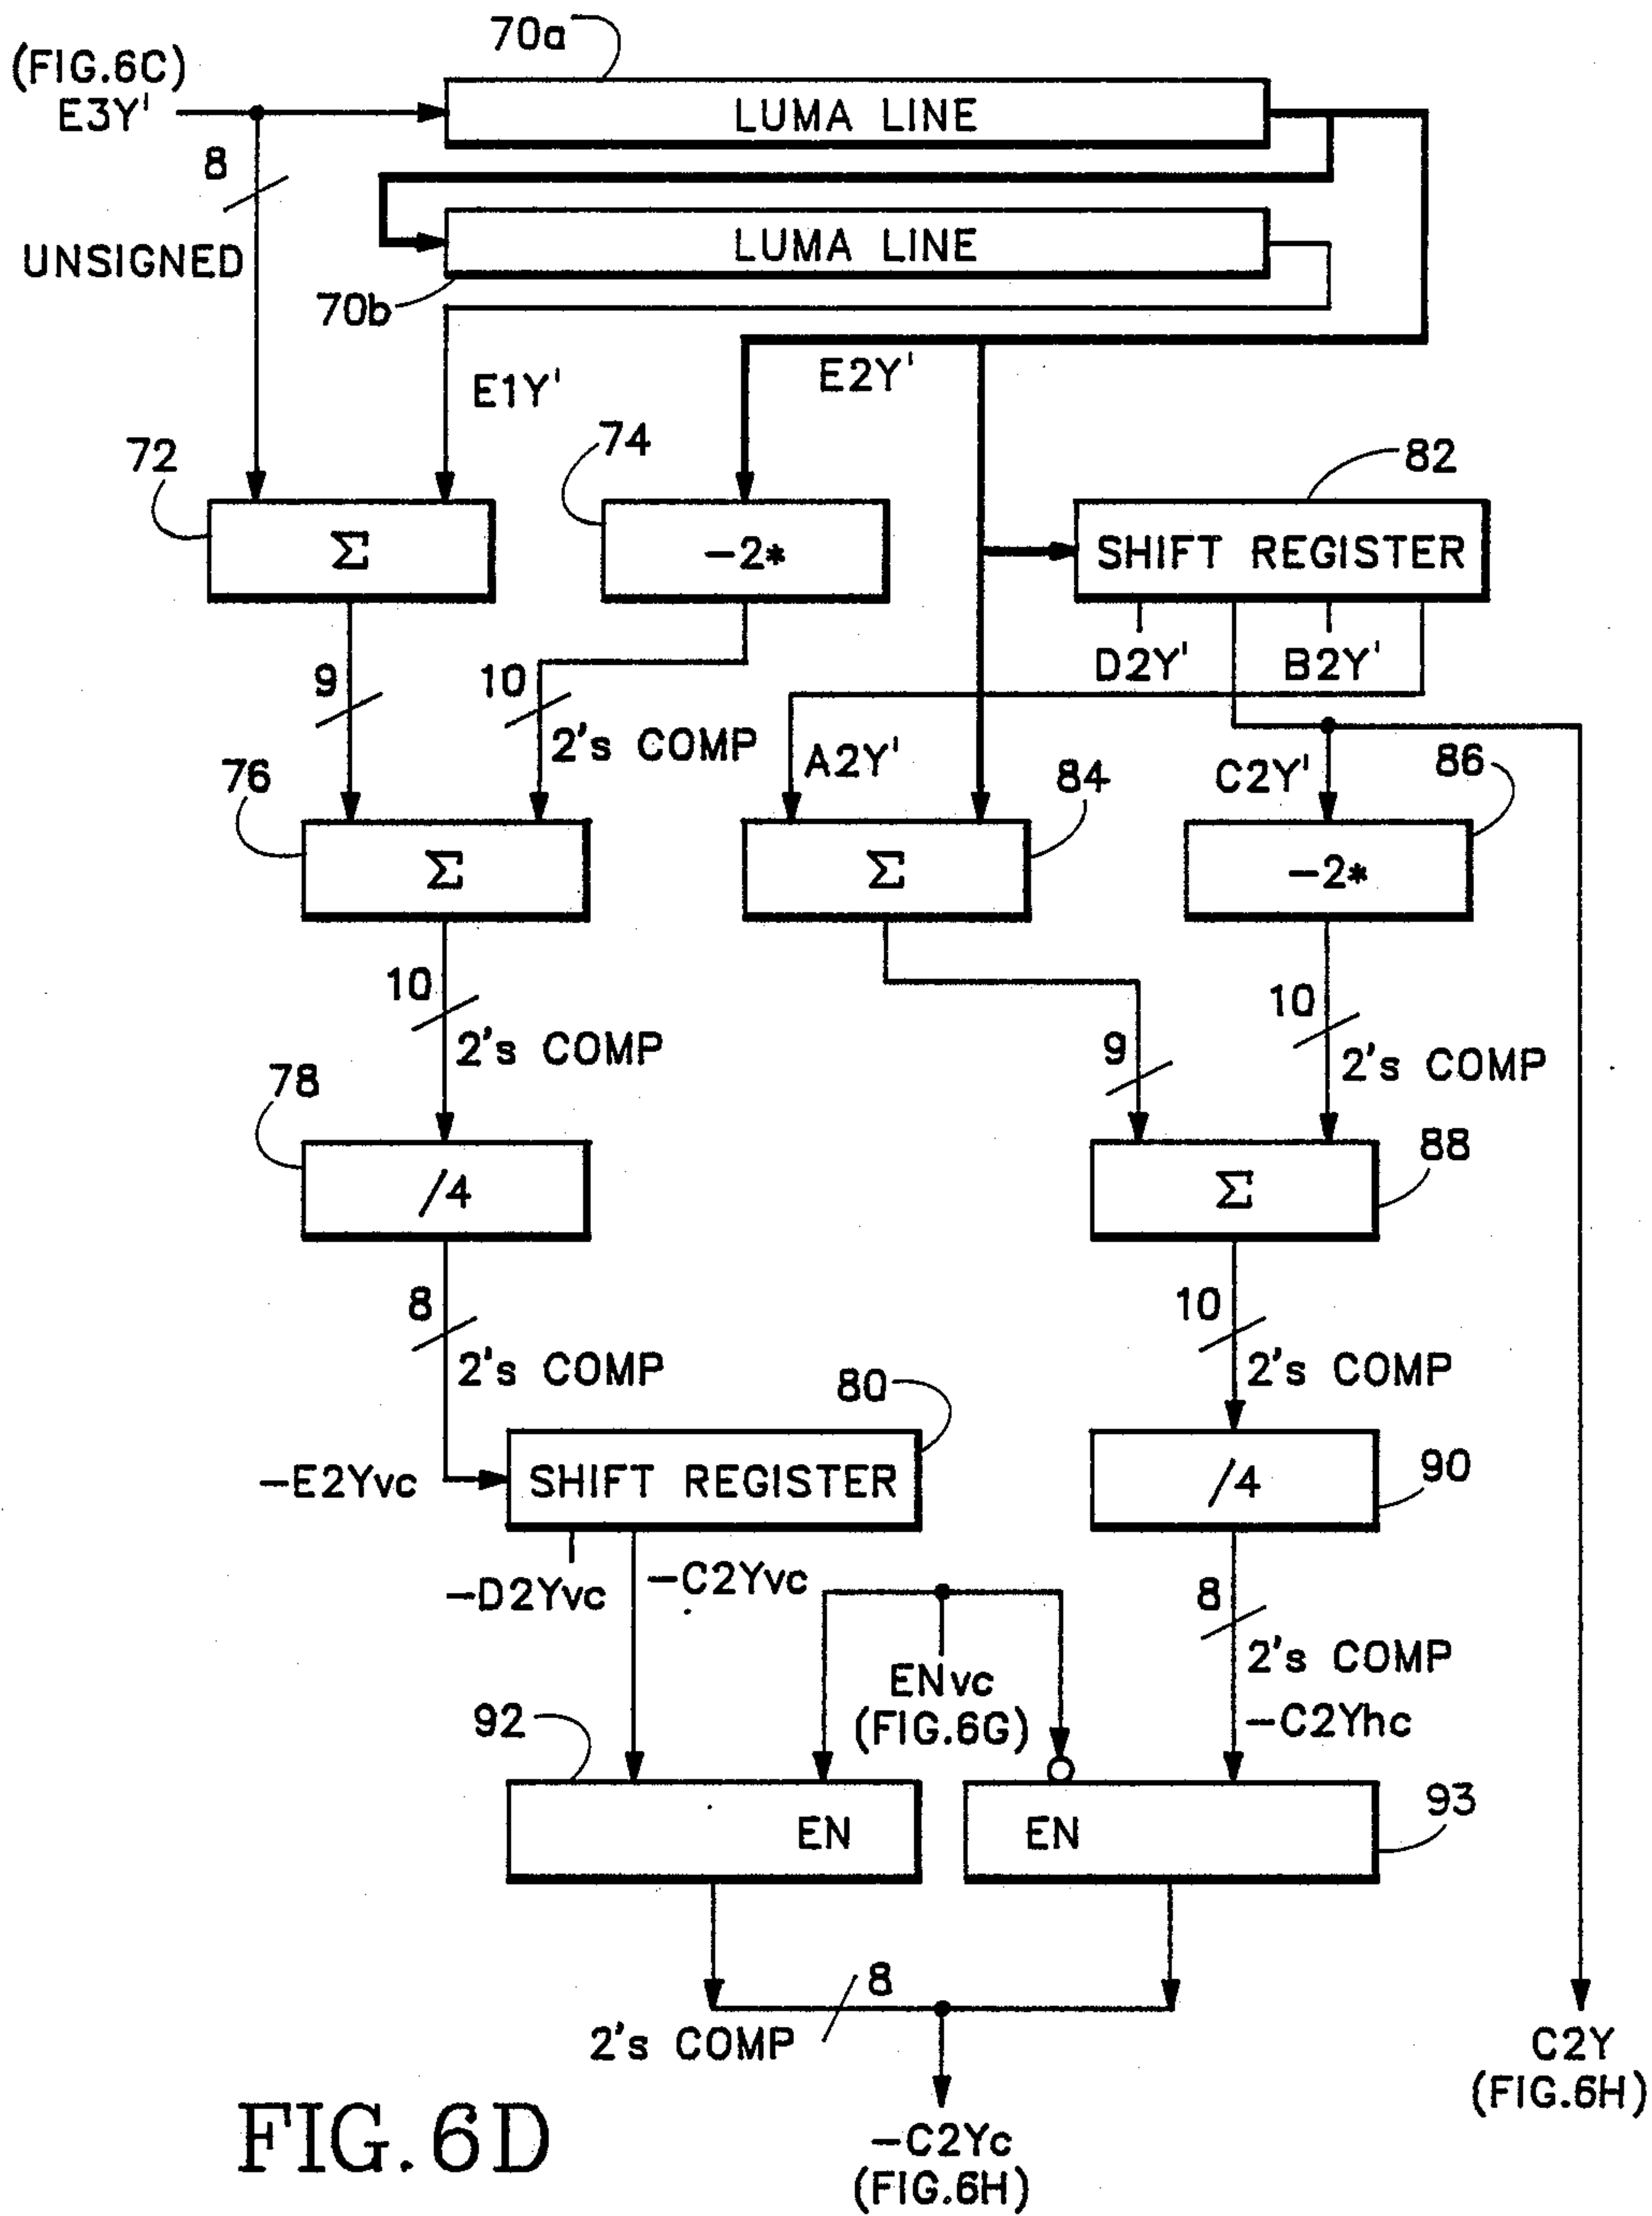 70a
(FIG.6C)
E3Y'
LUMA LINE
8
UNSIGNED
LUMA LINE
70b
E1Y'
E2Y'
72
74
82
Σ
-2*
SHIFT REGISTER
D2Y'
B2Y'
9
10
2's COMP
A2Y'
C2Y'
76
84
86
Σ
Σ
-2*
10
2's COMP
9
10
2's COMP
78
88
/4
Σ
8
2's COMP
10
2's COMP
80
-E2Yvc
SHIFT REGISTER
/4
90
-D2Yvc
-C2Yvc
8
2's COMP
ENvc
(FIG.6G)
-C2Yhc
92
93
EN
EN
8
2's COMP
C2Y
(FIG.6H)
-C2Yc
(FIG.6H)
FIG.6D